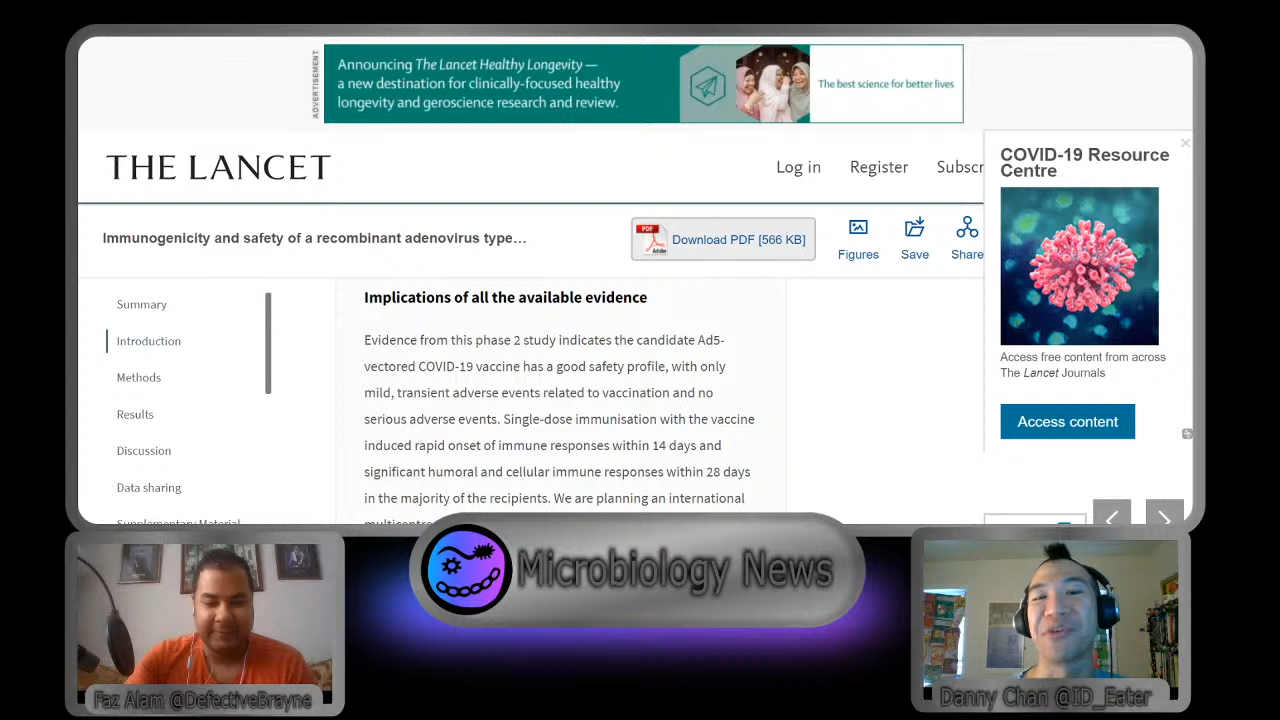 ADVERTISEMENT
Announcing The Lancet Healthy Longevity —
a new destination for clinically-focused healthy
longevity and geroscience research and review.
The best science for better lives
THE LANCET
Log in
Register
Subscr
COVID-19 Resource
Centre
Access free content from across
The Lancet Journals
Access content
Immunogenicity and safety of a recombinant adenovirus type…
PDF
Adobe
Download PDF [566 KB]
Figures
Save
Share
Summary
Introduction
Methods
Results
Discussion
Data sharing
Supplementary Material
Implications of all the available evidence
Evidence from this phase 2 study indicates the candidate Ad5-
vectored COVID-19 vaccine has a good safety profile, with only
mild, transient adverse events related to vaccination and no
serious adverse events. Single-dose immunisation with the vaccine
induced rapid onset of immune responses within 14 days and
significant humoral and cellular immune responses within 28 days
in the majority of the recipients. We are planning an international
Microbiology News
Faz Alam @DefectiveBrayne
Danny Chan @ID_Eater